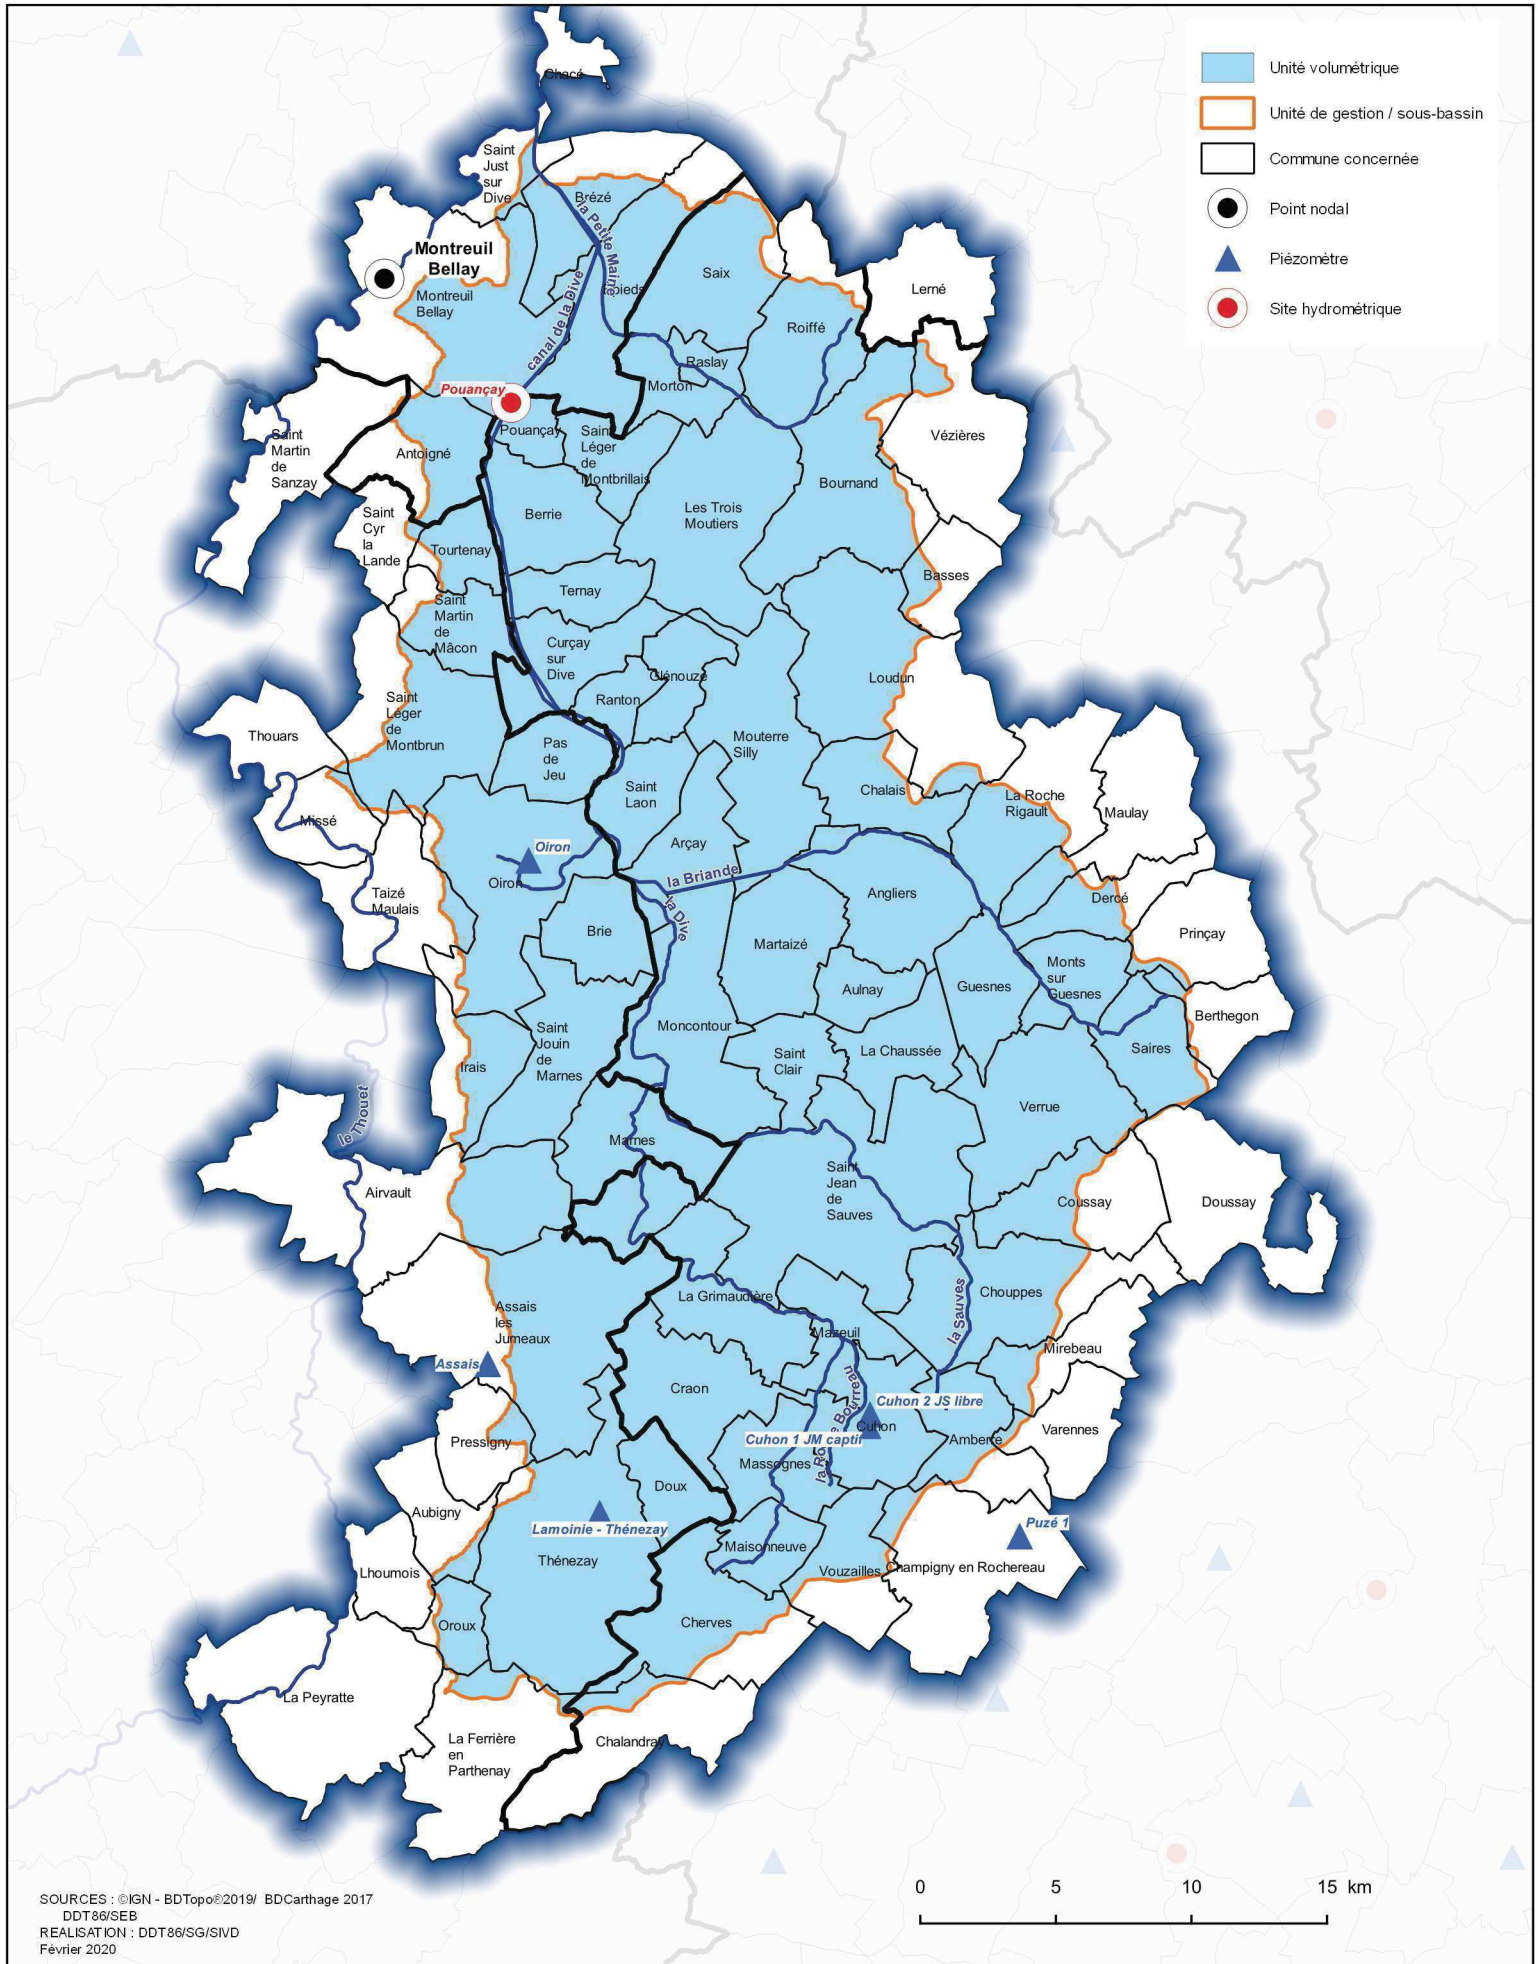 Unité volumétrique
Unité de gestion / sous-bassin
Commune concernée
Point nodal
Piézomètre
Site hydrométrique
Chacé
Saint
Just
sur
Dive
Brézé
la Petite Maine
Montreuil
Bellay
Montreuil
Bellay
canal de la Dive
Saix
Lerné
Roiffé
Raslay
Morton
Pouançay
Pouançay
Saint
Léger
de
Montbrillais
Saint
Martin
de
Sanzay
Antoigné
Vézières
Bournand
Les Trois
Moutiers
Berrie
Saint
Cyr
la
Lande
Tourtenay
Basses
Ternay
Saint
Martin
de
Mâcon
Curçay
sur
Dive
Glénouze
Ranton
Loudun
Saint
Léger
de
Montbrun
Thouars
Mouterre
Silly
Pas
de
Jeu
Saint
Laon
Chalais
La Roche
Rigault
Maulay
Missé
Arçay
Oiron
Oiron
la Briande
Angliers
Taizé
Maulais
Dercé
la Dive
Brie
Martaizé
Prinçay
Monts
sur
Guesnes
Aulnay
Guesnes
Berthegon
Moncontour
Saint
Jouin
de
Marnes
Irais
Saint
Clair
La Chaussée
Saires
Verrue
le Thouet
Marnes
Airvault
Saint
Jean
de
Sauves
Coussay
Doussay
La Grimaudière
Chouppes
la Sauves
Assais
les
Jumeaux
Mazeuil
Mirebeau
Assais
Craon
Cuhon 2 JS libre
Cuhon
Cuhon 1 JM captif
Amberre
Varennes
Pressigny
Massognes
Doux
Aubigny
Lamoinie - Thénezay
Thénezay
Puzé 1
Maisonneuve
Vouzailles
Champigny en Rochereau
Lhoumois
Oroux
Cherves
La Peyratte
La Ferrière
en
Parthenay
Chalandray
0 5 10 15 km
SOURCES : ©IGN - BDTopo®2019/ BDCarthage 2017
DDT86/SEB
REALISATION : DDT86/SG/SIVD
Février 2020